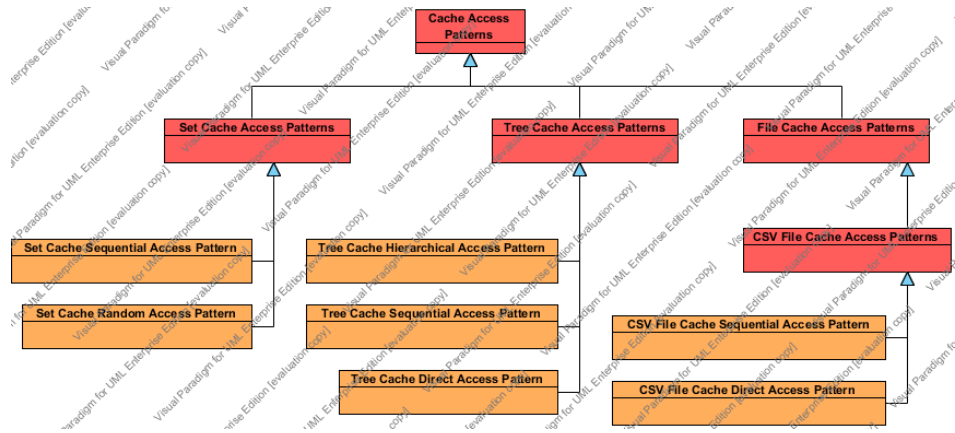 Cache Access
Patterns
Set Cache Access Patterns
Tree Cache Access Patterns
File Cache Access Patterns
CSV File Cache Access Patterns
Set Cache Sequential Access Pattern
Tree Cache Hierarchical Access Pattern
Set Cache Random Access Pattern
Tree Cache Sequential Access Pattern
CSV File Cache Sequential Access Pattern
Tree Cache Direct Access Pattern
CSV File Cache Direct Access Pattern
Visual Paradigm for UML Enterprise Edition [evaluation copy]